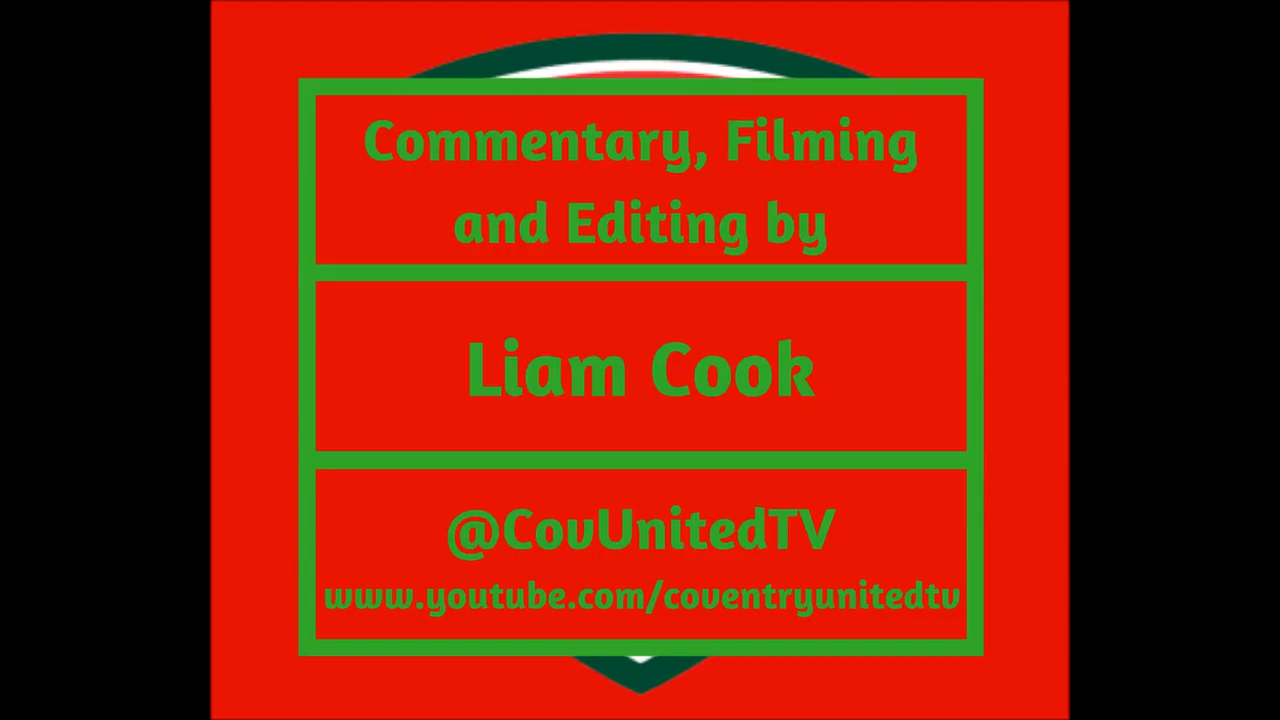 Commentary, Filming
and Editing by
Liam Cook
@CovUnitedTV
www.youtube.com/coventryunitedtv